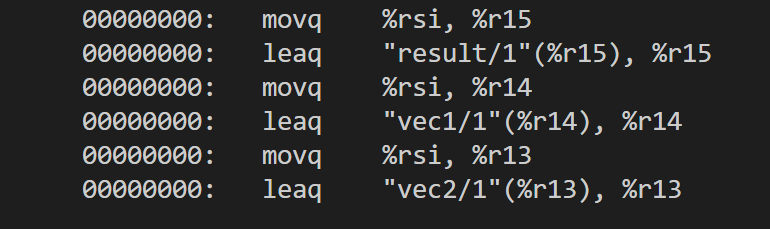 00000000: movq %rsi, %r15
00000000: leaq "result/1"(%r15), %r15
00000000: movq %rsi, %r14
00000000: leaq "vec1/1"(%r14), %r14
00000000: movq %rsi, %r13
00000000: leaq "vec2/1"(%r13), %r13